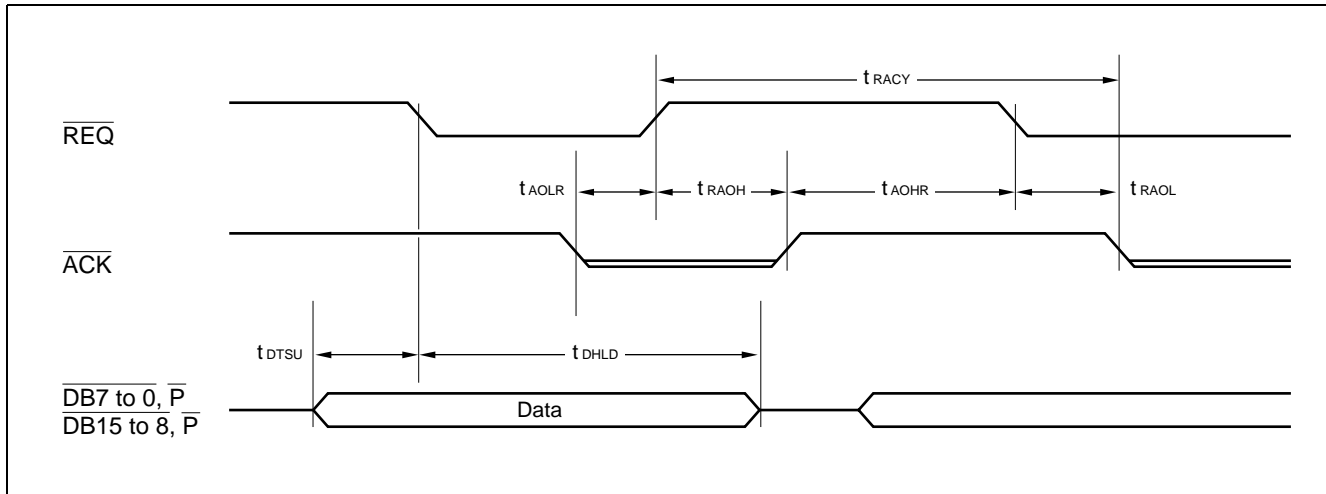 t RACY
REQ
t AOLR t RAOH t AOHR t RAOL
ACK
t DTSU t DHLD
DB7 to 0, P
DB15 to 8, P
Data